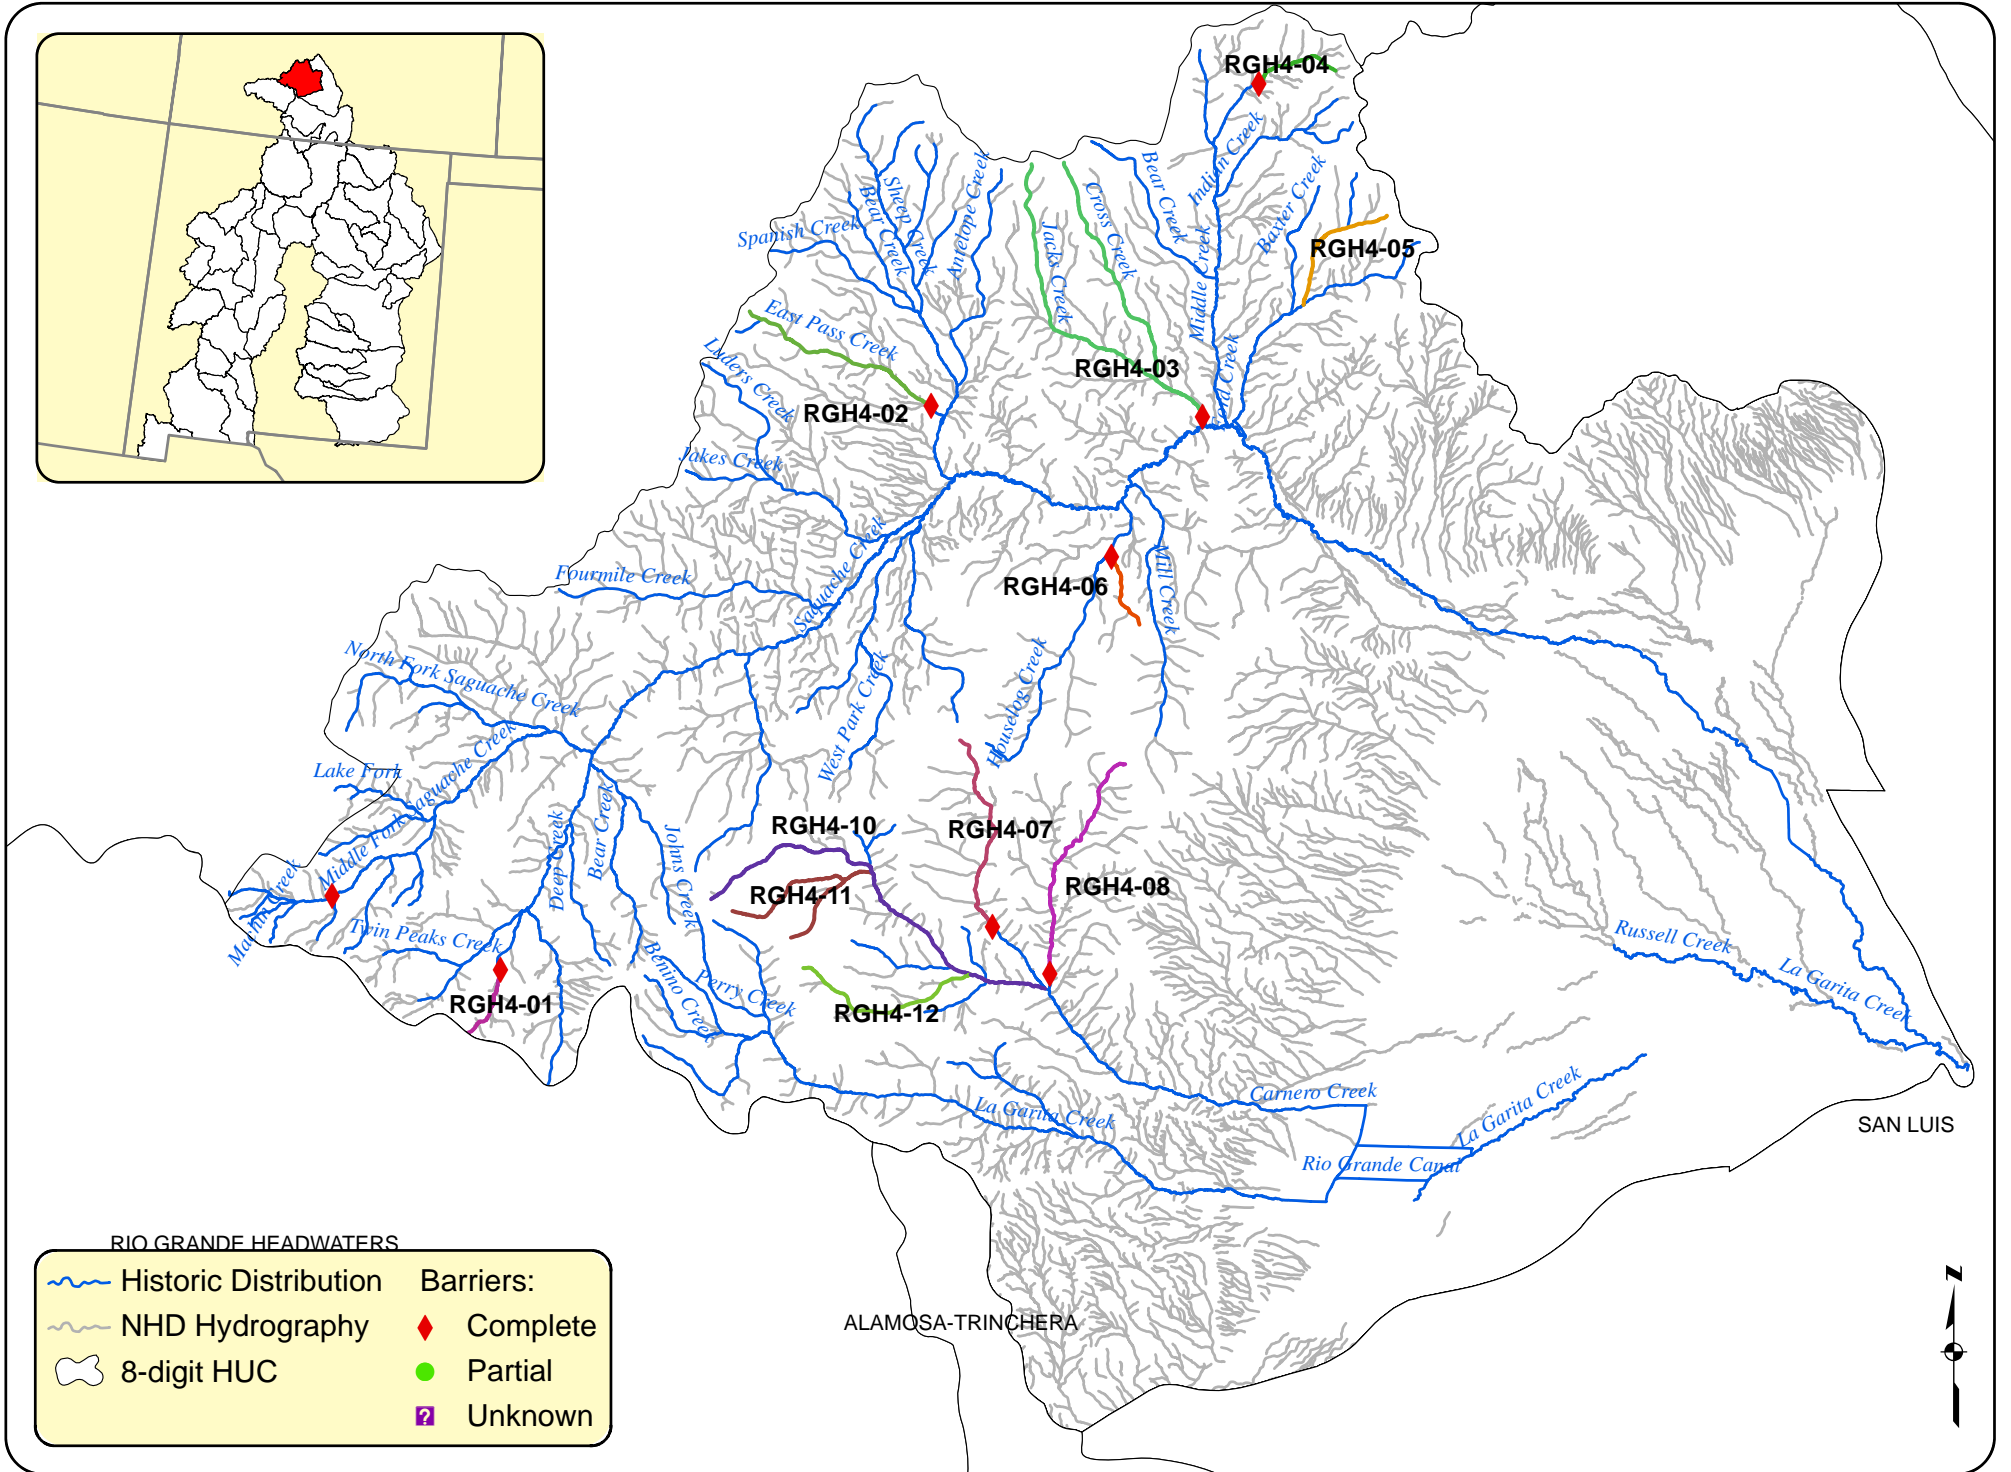 RGH4-04
Indian Creek
Bear Creek
Baxter Creek
Antelope Creek
Sheep Creek
Bear Creek
Cross Creek
Jacks Creek
Spanish Creek
Middle Creek
RGH4-05
East Pass Creek
Luders Creek
Ford Creek
RGH4-03
RGH4-02
Jakes Creek
Saguache Creek
Fourmile Creek
RGH4-06
Mill Creek
North Fork Saguache Creek
West Park Creek
Houselog Creek
Lake Fork
Middle Fork Saguache Creek
Deep Creek
Bear Creek
Johns Creek
RGH4-10
RGH4-07
RGH4-11
RGH4-08
Machin Creek
Twin Peaks Creek
Benino Creek
Perry Creek
RGH4-01
RGH4-12
Russell Creek
La Garita Creek
Carnero Creek
La Garita Creek
La Garita Creek
Rio Grande Canal
SAN LUIS
RIO GRANDE HEADWATERS
ALAMOSA-TRINCHERA
Historic Distribution
NHD Hydrography
8-digit HUC
Barriers:
Complete
Partial
?
Unknown
N